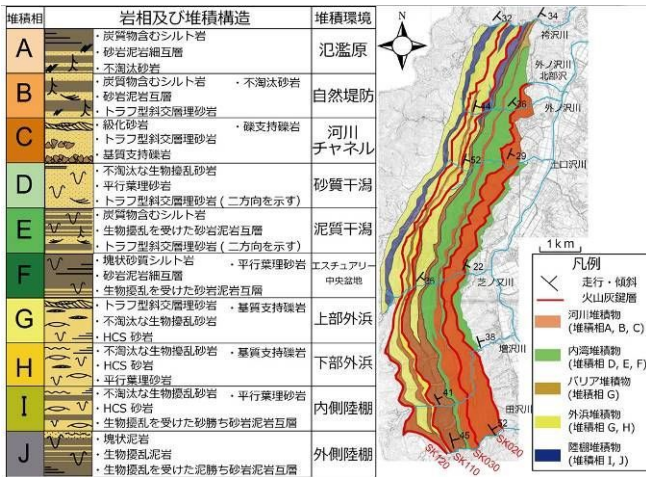 堆積相 岩相及び堆積構造 堆積環境
A
・炭質物含むシルト岩
・砂岩泥岩細互層
・不淘汰砂岩
氾濫原
B
・炭質物含むシルト岩 ・不淘汰砂岩
・砂岩泥岩互層
・トラフ型斜交層理砂岩
自然堤防
C
・級化砂岩 ・礫支持礫岩
・トラフ型斜交層理砂岩
・基質支持礫岩
河川
チャネル
D
・不淘汰な生物擾乱砂岩
・平行葉理砂岩
・トラフ型斜交層理砂岩(二方向を示す)
砂質干潟
E
・炭質物含むシルト岩
・生物擾乱を受けた砂岩泥岩互層
・トラフ型斜交層理砂岩(二方向を示す)
泥質干潟
F
・塊状砂質シルト岩 ・平行葉理砂岩
・砂岩泥岩細互層
・生物擾乱を受けた砂岩泥岩互層
エスチュアリー
中央盆地
G
・トラフ型斜交層理砂岩 ・基質支持礫岩
・不淘汰な生物擾乱砂岩
・HCS 砂岩
上部外浜
H
・不淘汰な生物擾乱砂岩 ・基質支持礫岩
・HCS 砂岩
・平行葉理砂岩
下部外浜
I
・不淘汰な生物擾乱砂岩 ・平行葉理砂岩
・HCS 砂岩
・生物擾乱を受けた砂勝ち砂岩泥岩互層
内側陸棚
J
・塊状泥岩
・生物擾乱泥岩
・生物擾乱を受けた泥勝ち砂岩泥岩互層
外側陸棚
N
32
34
袴沢川
外ノ沢川
北部沢
外ノ沢川
44
36
29
土口沢川
52
22
芝ノ又川
36
38
増沢川
41
田沢川
45
52
SK120
SK110
SK030
SK020
1 km
凡例
走行・傾斜
火山灰鍵層
河川堆積物
(堆積相A, B, C)
内湾堆積物
(堆積相 D, E, F)
バリア堆積物
(堆積相 G)
外浜堆積物
(堆積相 G, H)
陸棚堆積物
(堆積相 I, J)